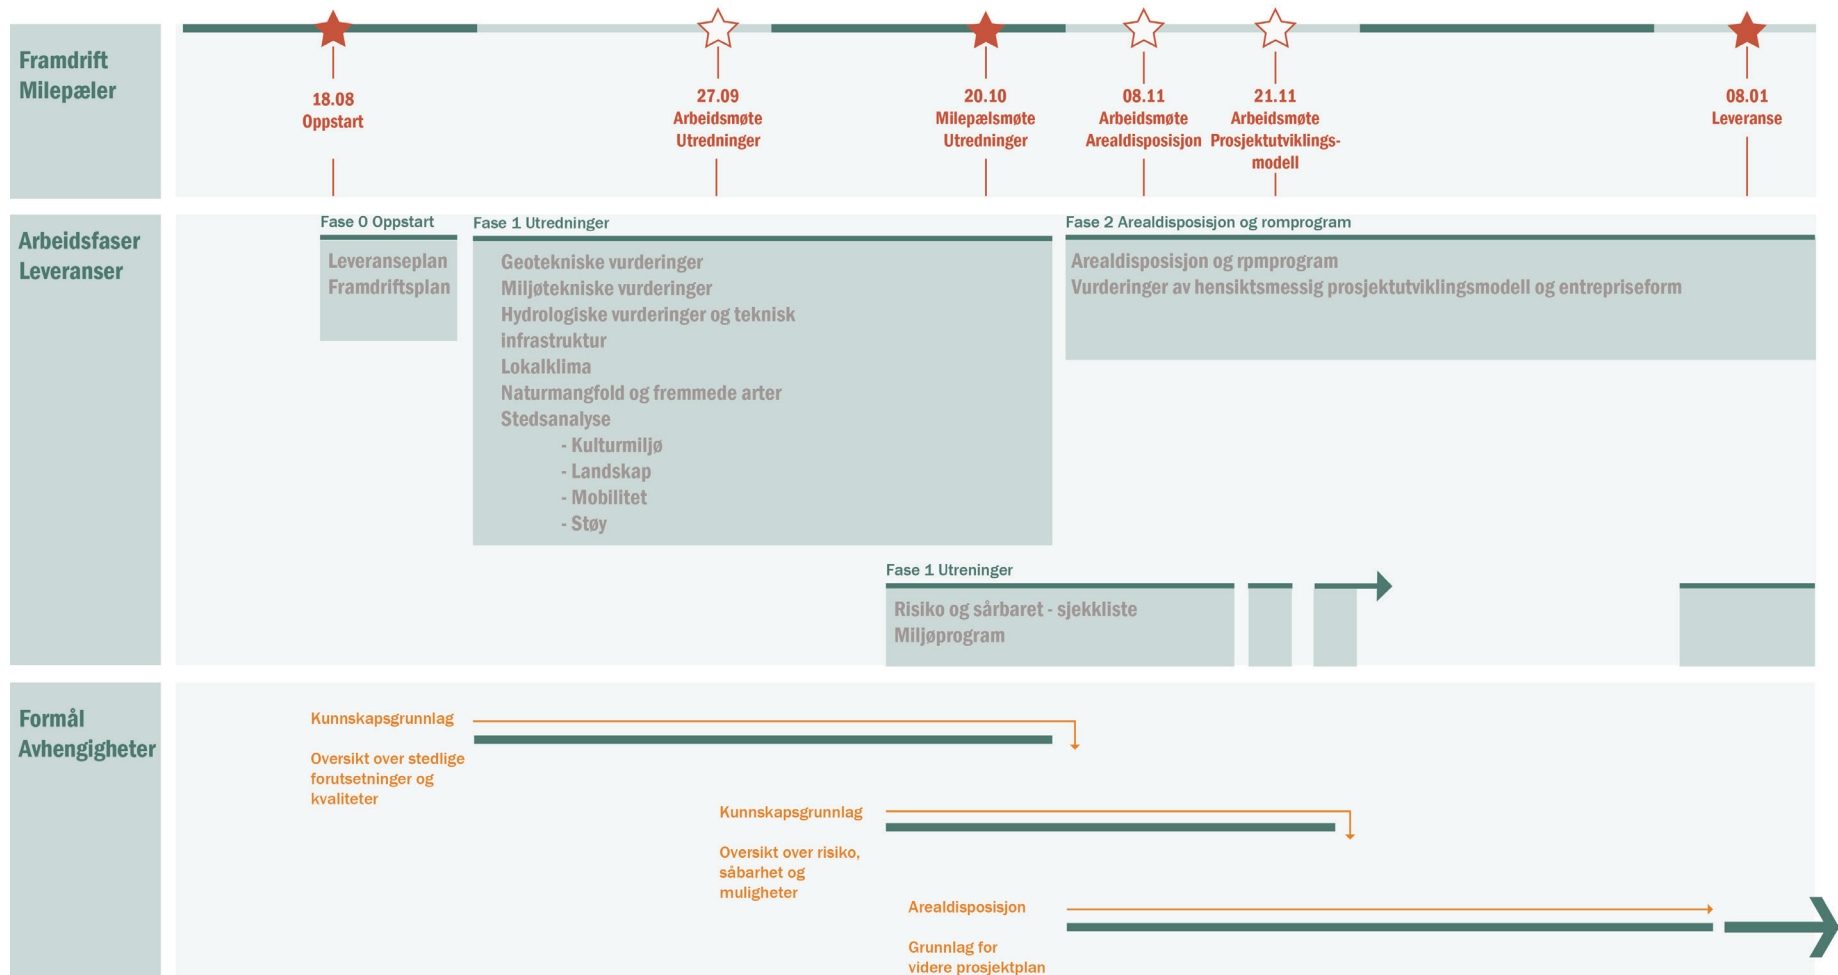 Framdrift
Milepæler
18.08
Oppstart
27.09
Arbeidsmøte
Utredninger
20.10
Milepælsmøte
Utredninger
08.11
Arbeidsmøte
Arealdisposisjon
21.11
Arbeidsmøte
Prosjektutviklings-
modell
08.01
Leveranse
Arbeidsfaser
Leveranser
Fase 0 Oppstart
Leveranseplan
Framdriftsplan
Fase 1 Utredninger
Geotekniske vurderinger
Miljøtekniske vurderinger
Hydrologiske vurderinger og teknisk
infrastruktur
Lokalklima
Naturmangfold og fremmede arter
Stedsanalyse
- Kulturmiljø
- Landskap
- Mobilitet
- Støy
Fase 2 Arealdisposisjon og romprogram
Arealdisposisjon og rpmprogram
Vurderinger av hensiktsmessig prosjektutviklingsmodell og entrepriseform
Fase 1 Utreninger
Risiko og sårbaret - sjekkliste
Miljøprogram
Formål
Avhengigheter
Kunnskapsgrunnlag
Oversikt over stedlige
forutsetninger og
kvaliteter
Kunnskapsgrunnlag
Oversikt over risiko,
såbarhet og
muligheter
Arealdisposisjon
Grunnlag for
videre prosjektplan